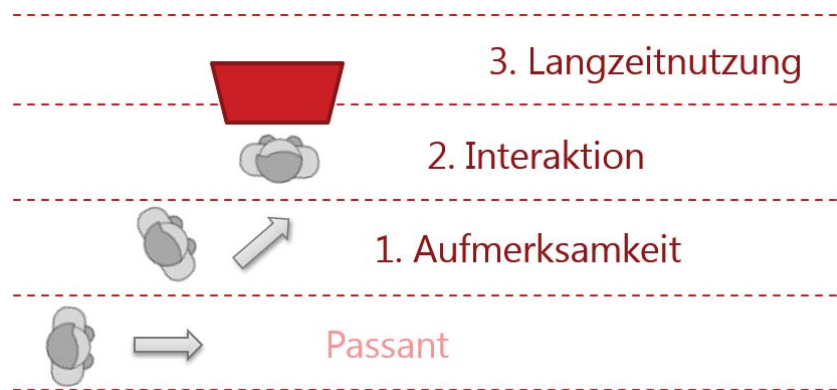 3. Langzeitnutzung
2. Interaktion
1. Aufmerksamkeit
Passant